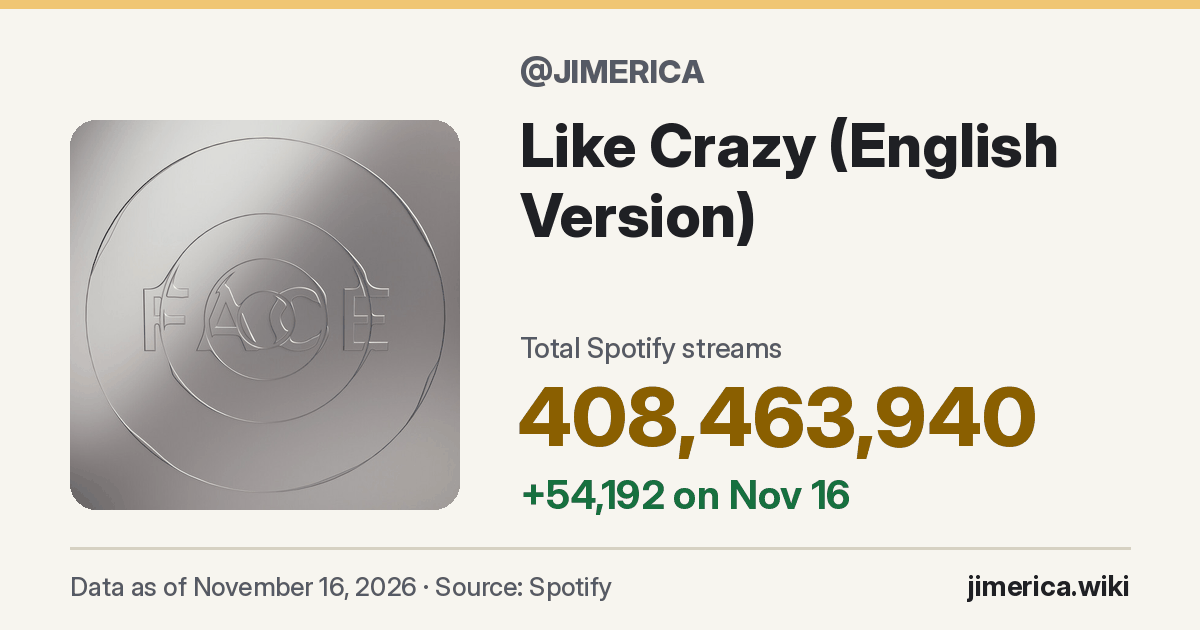 @JIMERICA
Like Crazy (English
Version)
FACE
Total Spotify streams
408,463,940
+54,192 on Nov 16
Data as of November 16, 2026 · Source: Spotify
jimerica.wiki